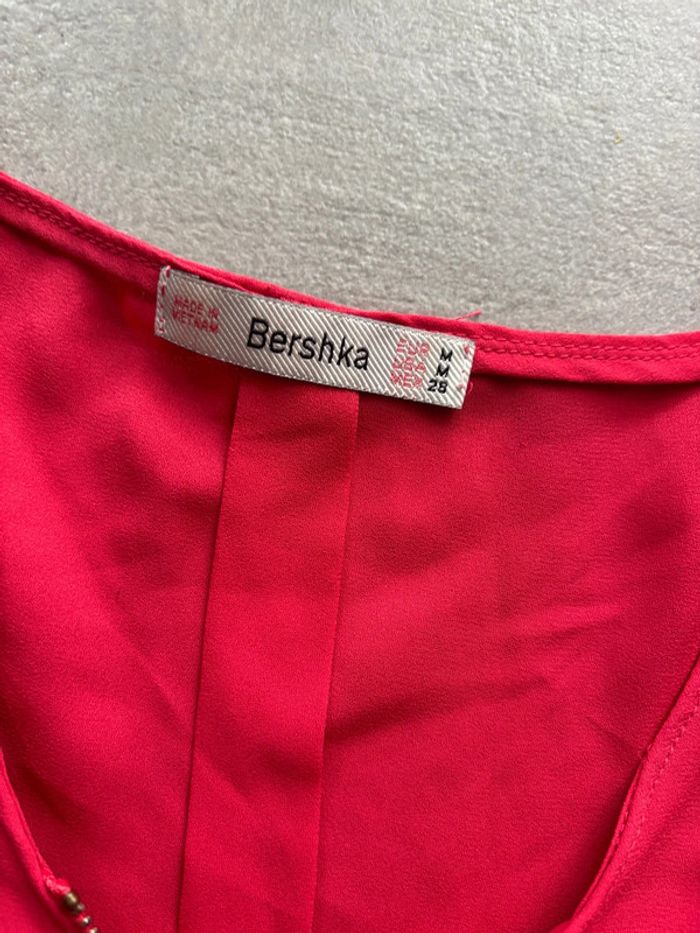 MADE IN
VIETNAM
Bershka
EUR M
USA M
MEX 28